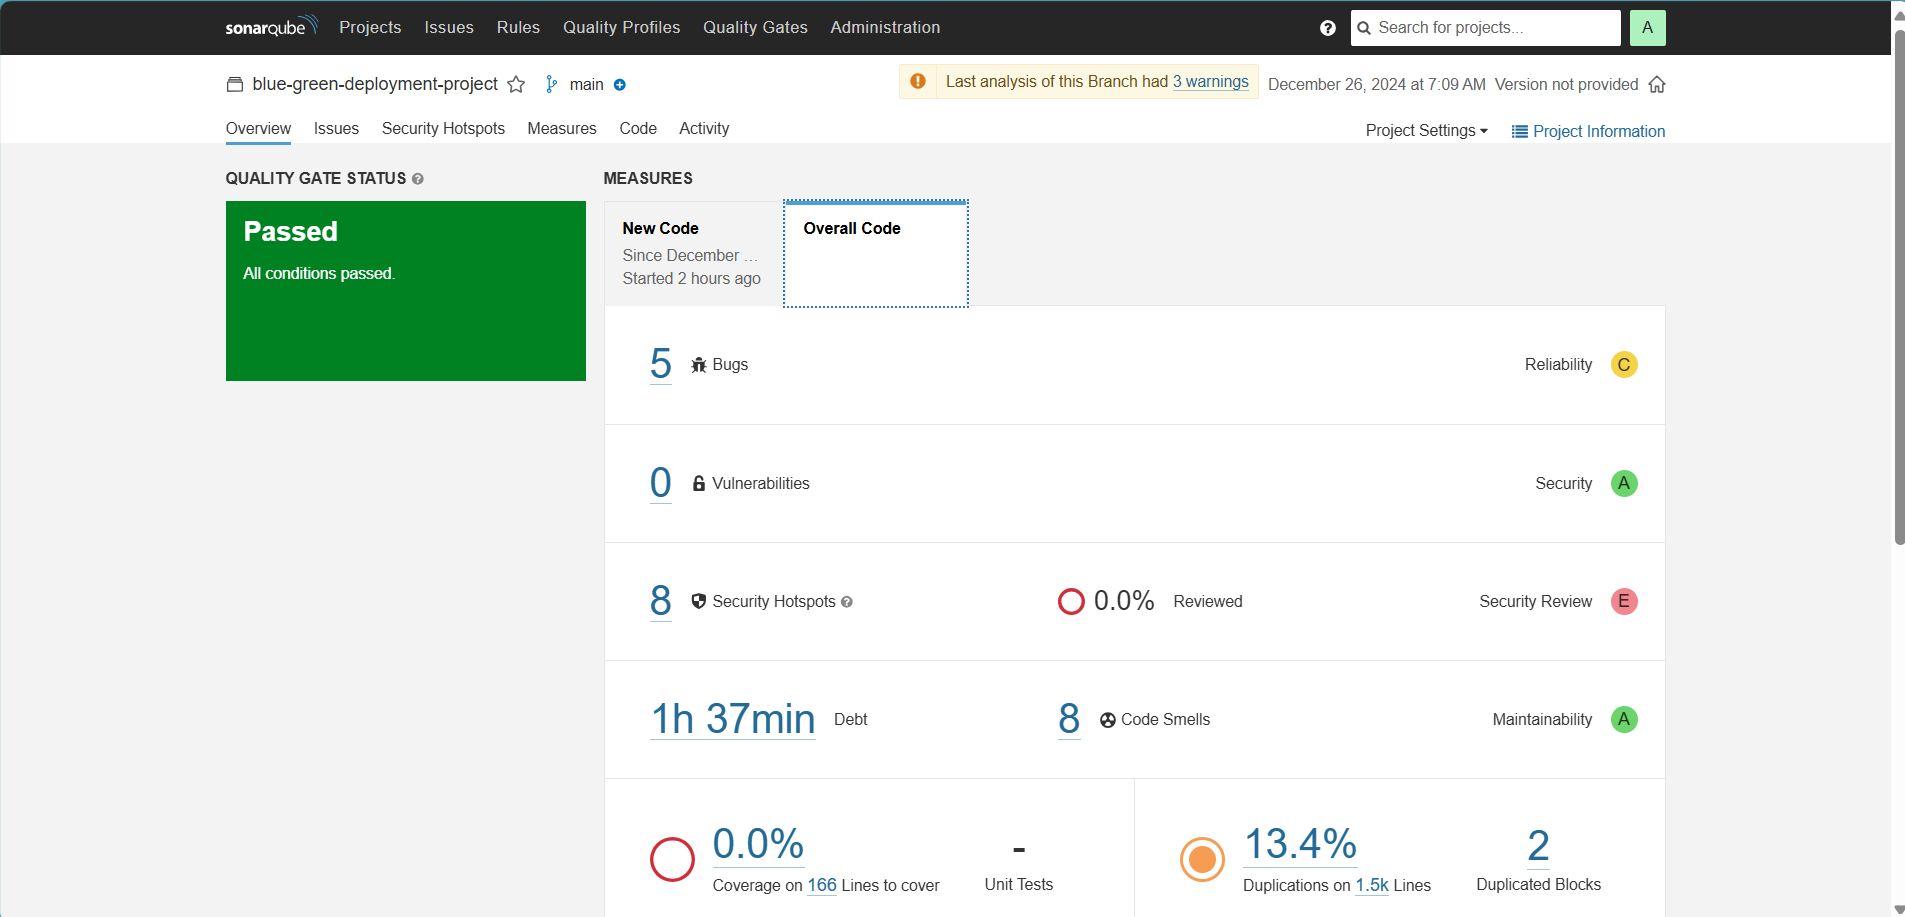 sonarqube Projects Issues Rules Quality Profiles Quality Gates Administration ? Search for projects... A
blue-green-deployment-project main Last analysis of this Branch had 3 warnings December 26, 2024 at 7:09 AM Version not provided
Overview Issues Security Hotspots Measures Code Activity Project Settings Project Information
QUALITY GATE STATUS ? MEASURES
Passed
All conditions passed.
New Code
Since December ...
Started 2 hours ago
Overall Code
5 Bugs Reliability C
0 Vulnerabilities Security A
8 Security Hotspots ? 0.0% Reviewed Security Review E
1h 37min Debt 8 Code Smells Maintainability A
0.0%
Coverage on 166 Lines to cover
-
Unit Tests
13.4%
Duplications on 1.5k Lines
2
Duplicated Blocks